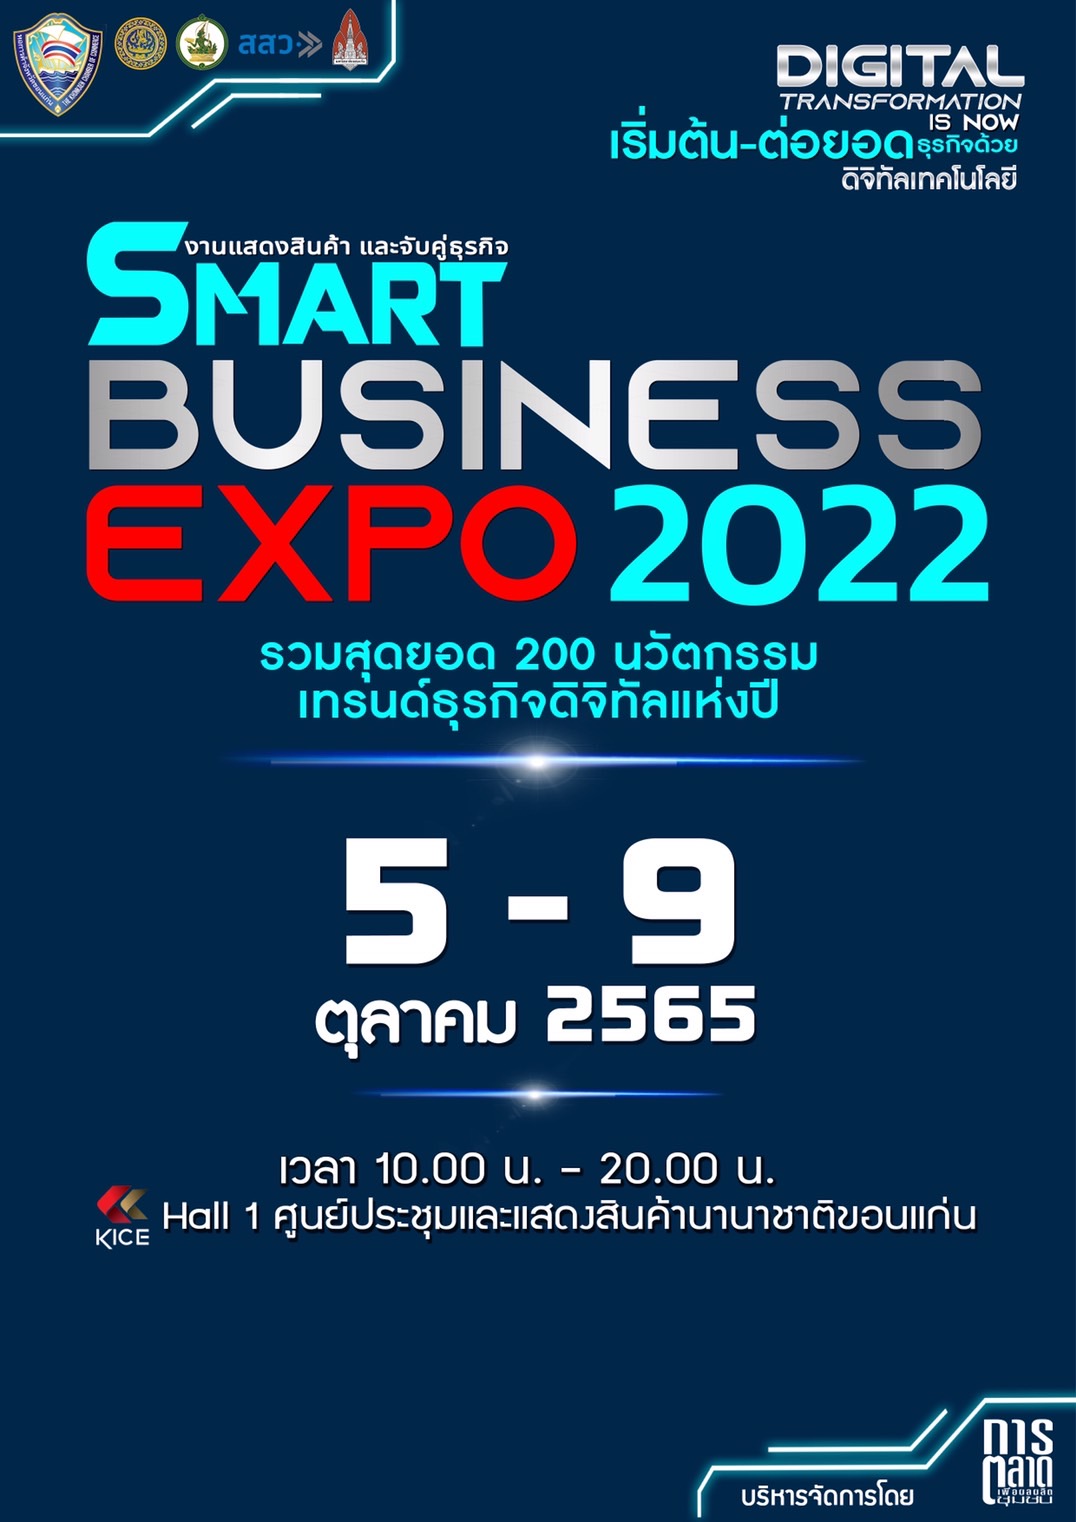 สสว
DIGITAL
TRANSFORMATION
IS NOW
เริ่มต้น-ต่อยอดธุรกิจด้วย
ดิจิทัลเทคโนโลยี
งานแสดงสินค้า และจับคู่ธุรกิจ
SMART
BUSINESS
EXPO 2022
รวมสุดยอด 200 นวัตกรรม
เทรนด์ธุรกิจดิจิทัลแห่งปี
5 - 9
ตุลาคม 2565
เวลา 10.00 น. - 20.00 น.
KICE
Hall 1 ศูนย์ประชุมและแสดงสินค้านานาชาติขอนแก่น
บริหารจัดการโดย
การ
ตลาด
ชุมชน